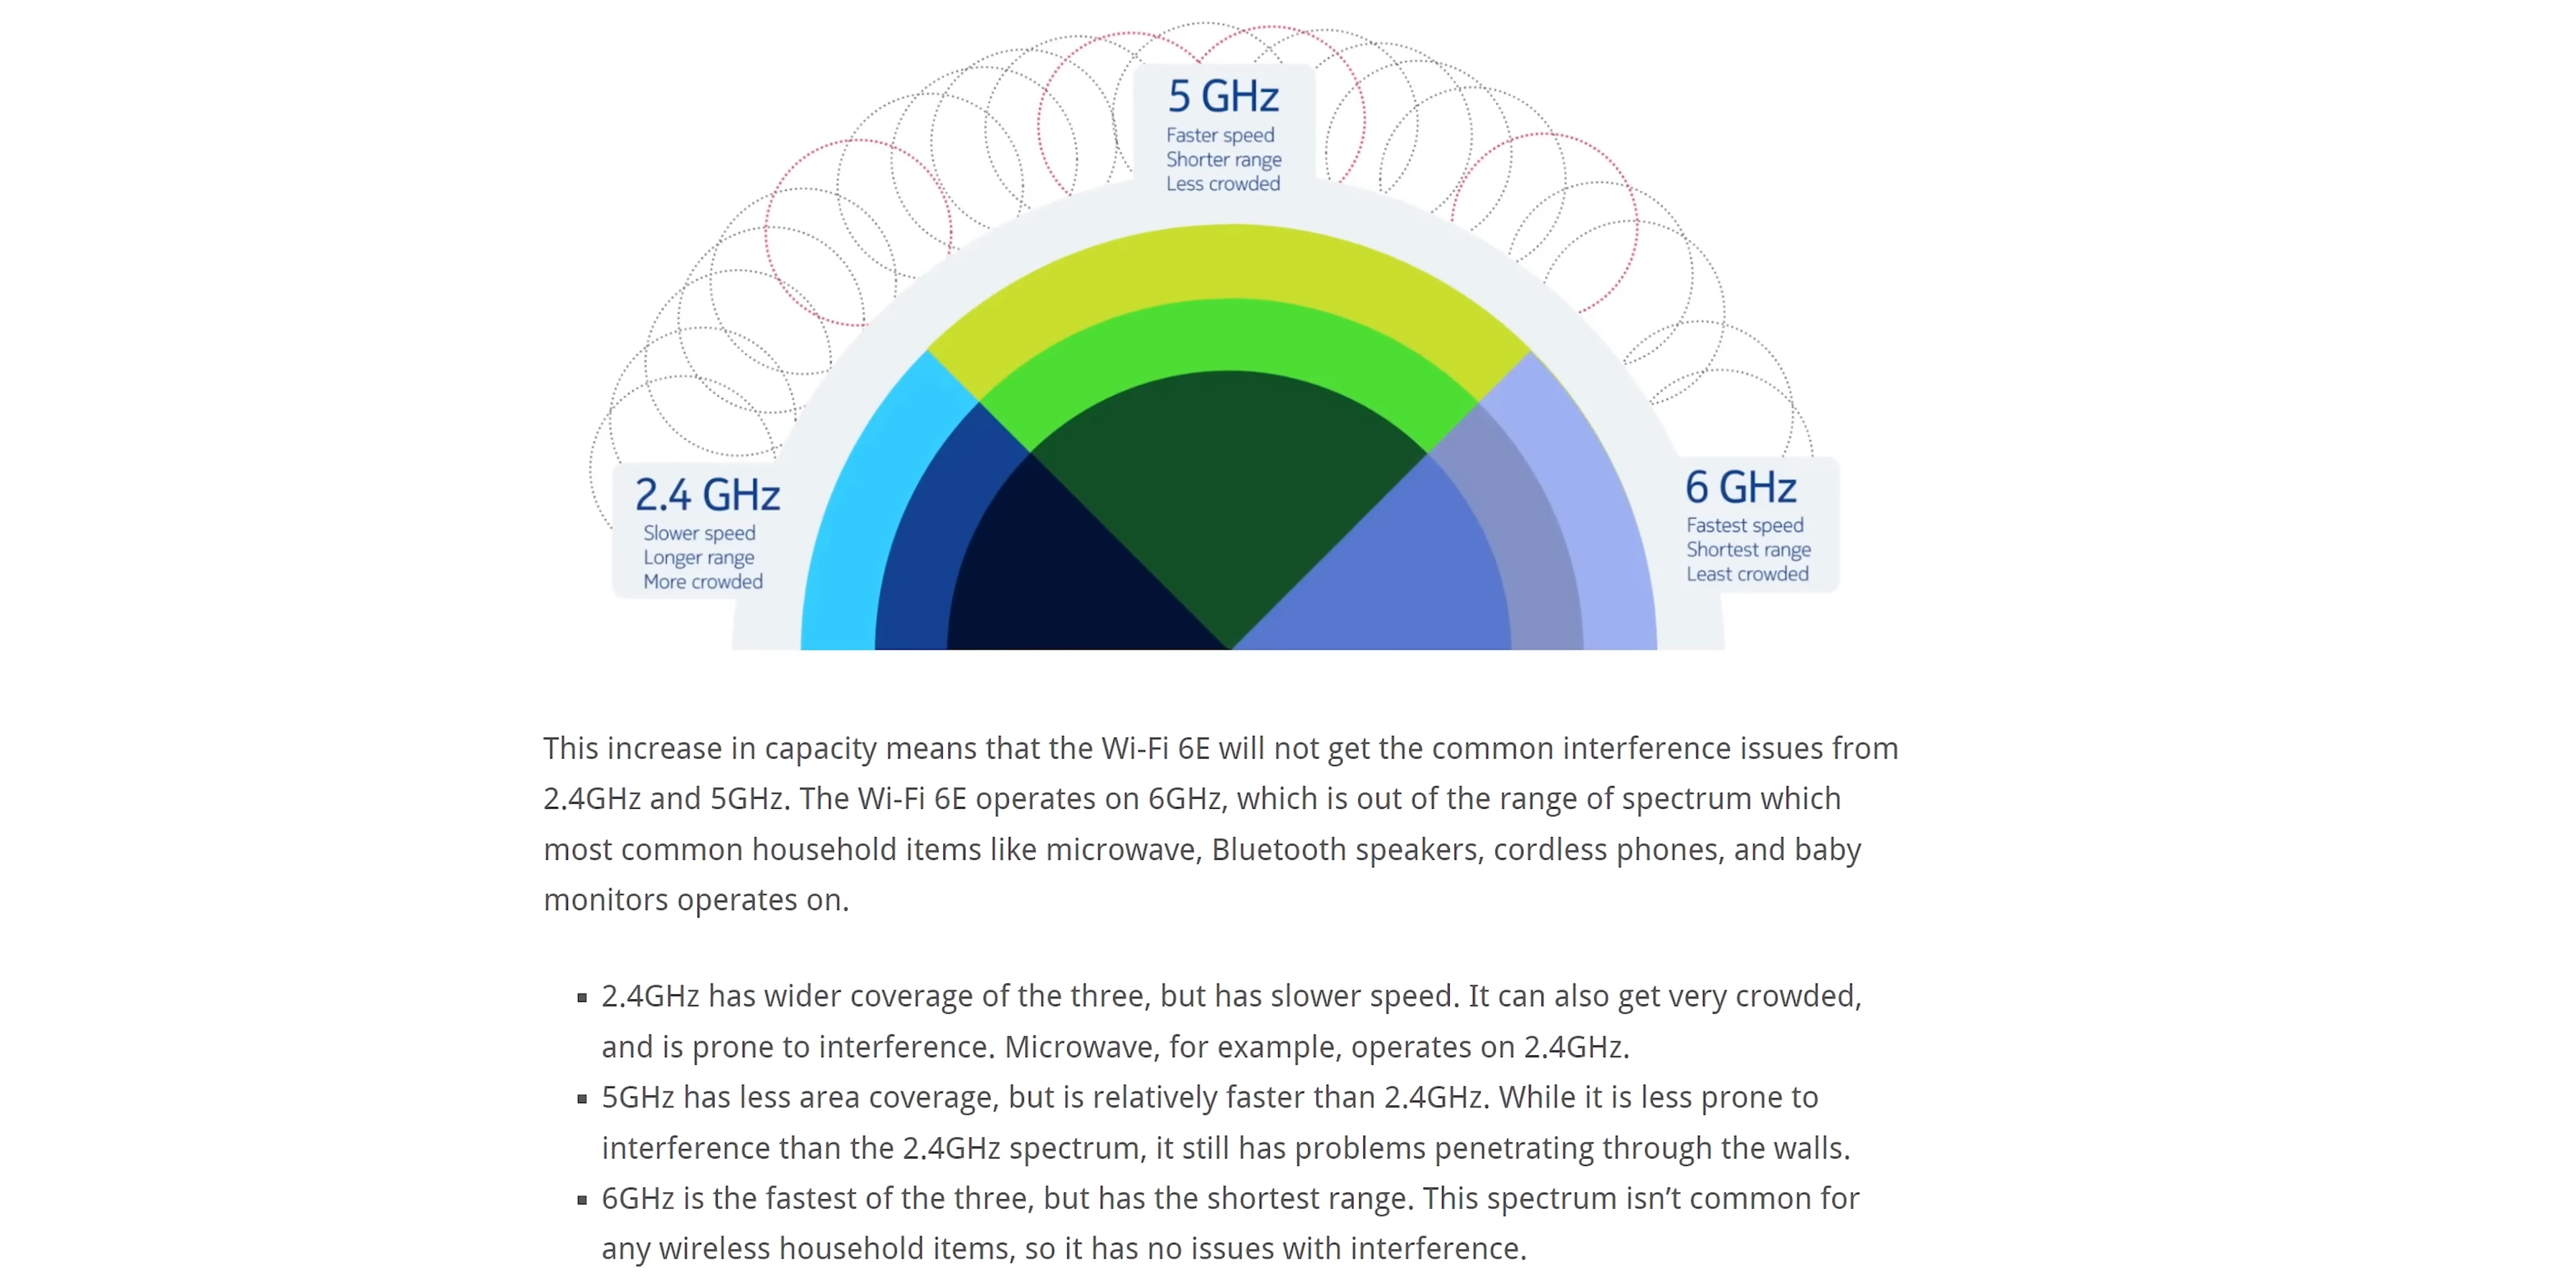 5 GHz
Faster speed
Shorter range
Less crowded
2.4 GHz
Slower speed
Longer range
More crowded
6 GHz
Fastest speed
Shortest range
Least crowded
This increase in capacity means that the Wi-Fi 6E will not get the common interference issues from
2.4GHz and 5GHz. The Wi-Fi 6E operates on 6GHz, which is out of the range of spectrum which
most common household items like microwave, Bluetooth speakers, cordless phones, and baby
monitors operates on.
▪ 2.4GHz has wider coverage of the three, but has slower speed. It can also get very crowded,
and is prone to interference. Microwave, for example, operates on 2.4GHz.
▪ 5GHz has less area coverage, but is relatively faster than 2.4GHz. While it is less prone to
interference than the 2.4GHz spectrum, it still has problems penetrating through the walls.
▪ 6GHz is the fastest of the three, but has the shortest range. This spectrum isn’t common for
any wireless household items, so it has no issues with interference.